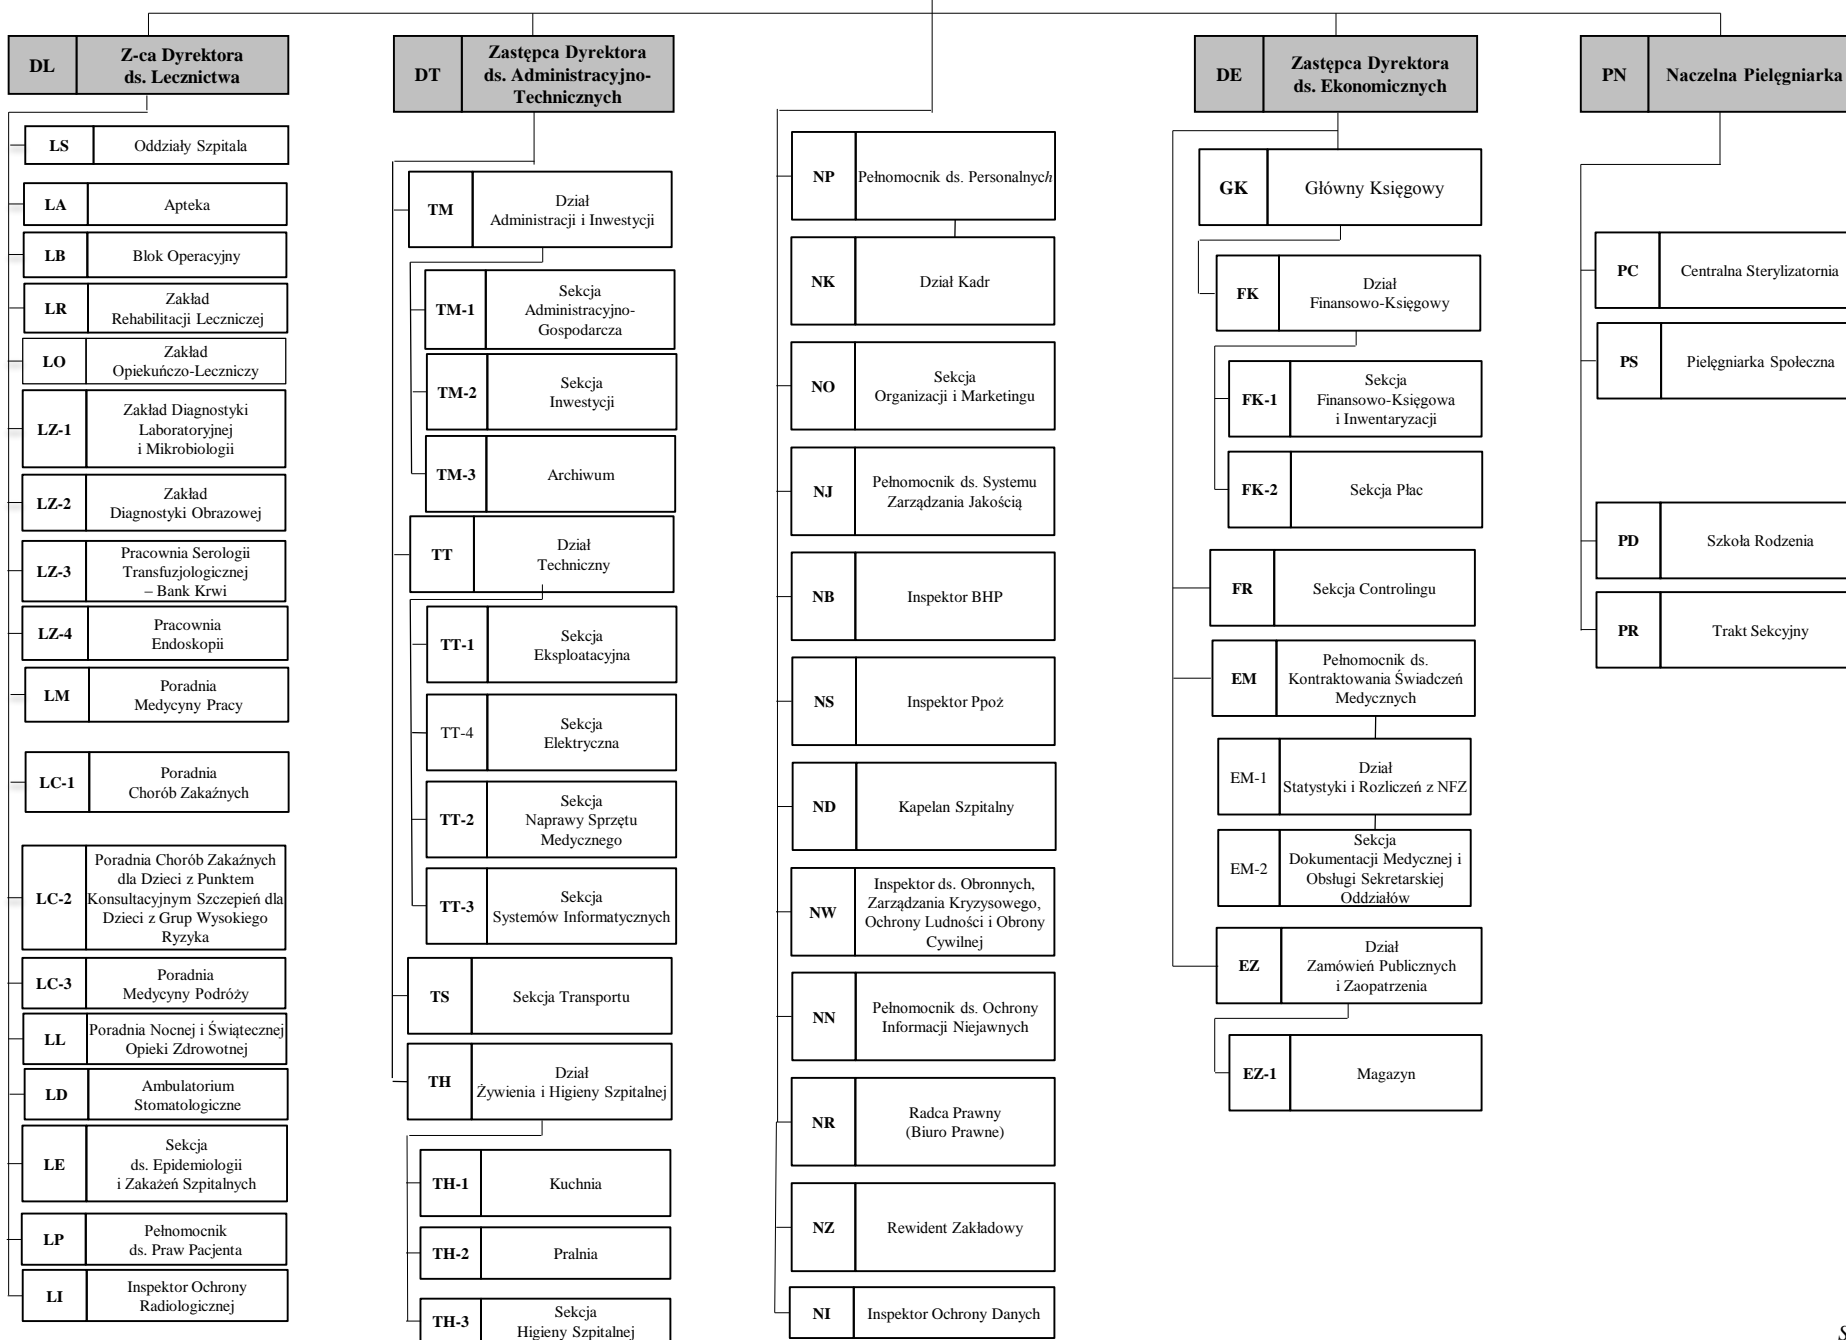 DL
Z-ca Dyrektora
ds. Lecznictwa
LS
Oddziały Szpitala
LA
Apteka
LB
Blok Operacyjny
LR
Zakład
Rehabilitacji Leczniczej
LO
Zakład
Opiekuńczo-Leczniczy
LZ-1
Zakład Diagnostyki
Laboratoryjnej
i Mikrobiologii
LZ-2
Zakład
Diagnostyki Obrazowej
LZ-3
Pracownia Serologii
Transfuzjologicznej
– Bank Krwi
LZ-4
Pracownia
Endoskopii
LM
Poradnia
Medycyny Pracy
LC-1
Poradnia
Chorób Zakaźnych
LC-2
Poradnia Chorób Zakaźnych
dla Dzieci z Punktem
Konsultacyjnym Szczepień dla
Dzieci z Grup Wysokiego
Ryzyka
LC-3
Poradnia
Medycyny Podróży
LL
Poradnia Nocnej i Świątecznej
Opieki Zdrowotnej
LD
Ambulatorium
Stomatologiczne
LE
Sekcja
ds. Epidemiologii
i Zakażeń Szpitalnych
LP
Pełnomocnik
ds. Praw Pacjenta
LI
Inspektor Ochrony
Radiologicznej
DT
Zastępca Dyrektora
ds. Administracyjno-
Technicznych
TM
Dział
Administracji i Inwestycji
TM-1
Sekcja
Administracyjno-
Gospodarcza
TM-2
Sekcja
Inwestycji
TM-3
Archiwum
TT
Dział
Techniczny
TT-1
Sekcja
Eksploatacyjna
TT-4
Sekcja
Elektryczna
TT-2
Sekcja
Naprawy Sprzętu
Medycznego
TT-3
Sekcja
Systemów Informatycznych
TS
Sekcja Transportu
TH
Dział
Żywienia i Higieny Szpitalnej
TH-1
Kuchnia
TH-2
Pralnia
TH-3
Sekcja
Higieny Szpitalnej
NP
Pełnomocnik ds. Personalnych
NK
Dział Kadr
NO
Sekcja
Organizacji i Marketingu
NJ
Pełnomocnik ds. Systemu
Zarządzania Jakością
NB
Inspektor BHP
NS
Inspektor Ppoż
ND
Kapelan Szpitalny
NW
Inspektor ds. Obronnych,
Zarządzania Kryzysowego,
Ochrony Ludności i Obrony
Cywilnej
NN
Pełnomocnik ds. Ochrony
Informacji Niejawnych
NR
Radca Prawny
(Biuro Prawne)
NZ
Rewident Zakładowy
NI
Inspektor Ochrony Danych
DE
Zastępca Dyrektora
ds. Ekonomicznych
GK
Główny Księgowy
FK
Dział
Finansowo-Księgowy
FK-1
Sekcja
Finansowo-Księgowa
i Inwentaryzacji
FK-2
Sekcja Płac
FR
Sekcja Controlingu
EM
Pełnomocnik ds.
Kontraktowania Świadczeń
Medycznych
EM-1
Dział
Statystyki i Rozliczeń z NFZ
EM-2
Sekcja
Dokumentacji Medycznej i
Obsługi Sekretarskiej
Oddziałów
EZ
Dział
Zamówień Publicznych
i Zaopatrzenia
EZ-1
Magazyn
PN
Naczelna Pielęgniarka
PC
Centralna Sterylizatornia
PS
Pielęgniarka Społeczna
PD
Szkoła Rodzenia
PR
Trakt Sekcyjny
S